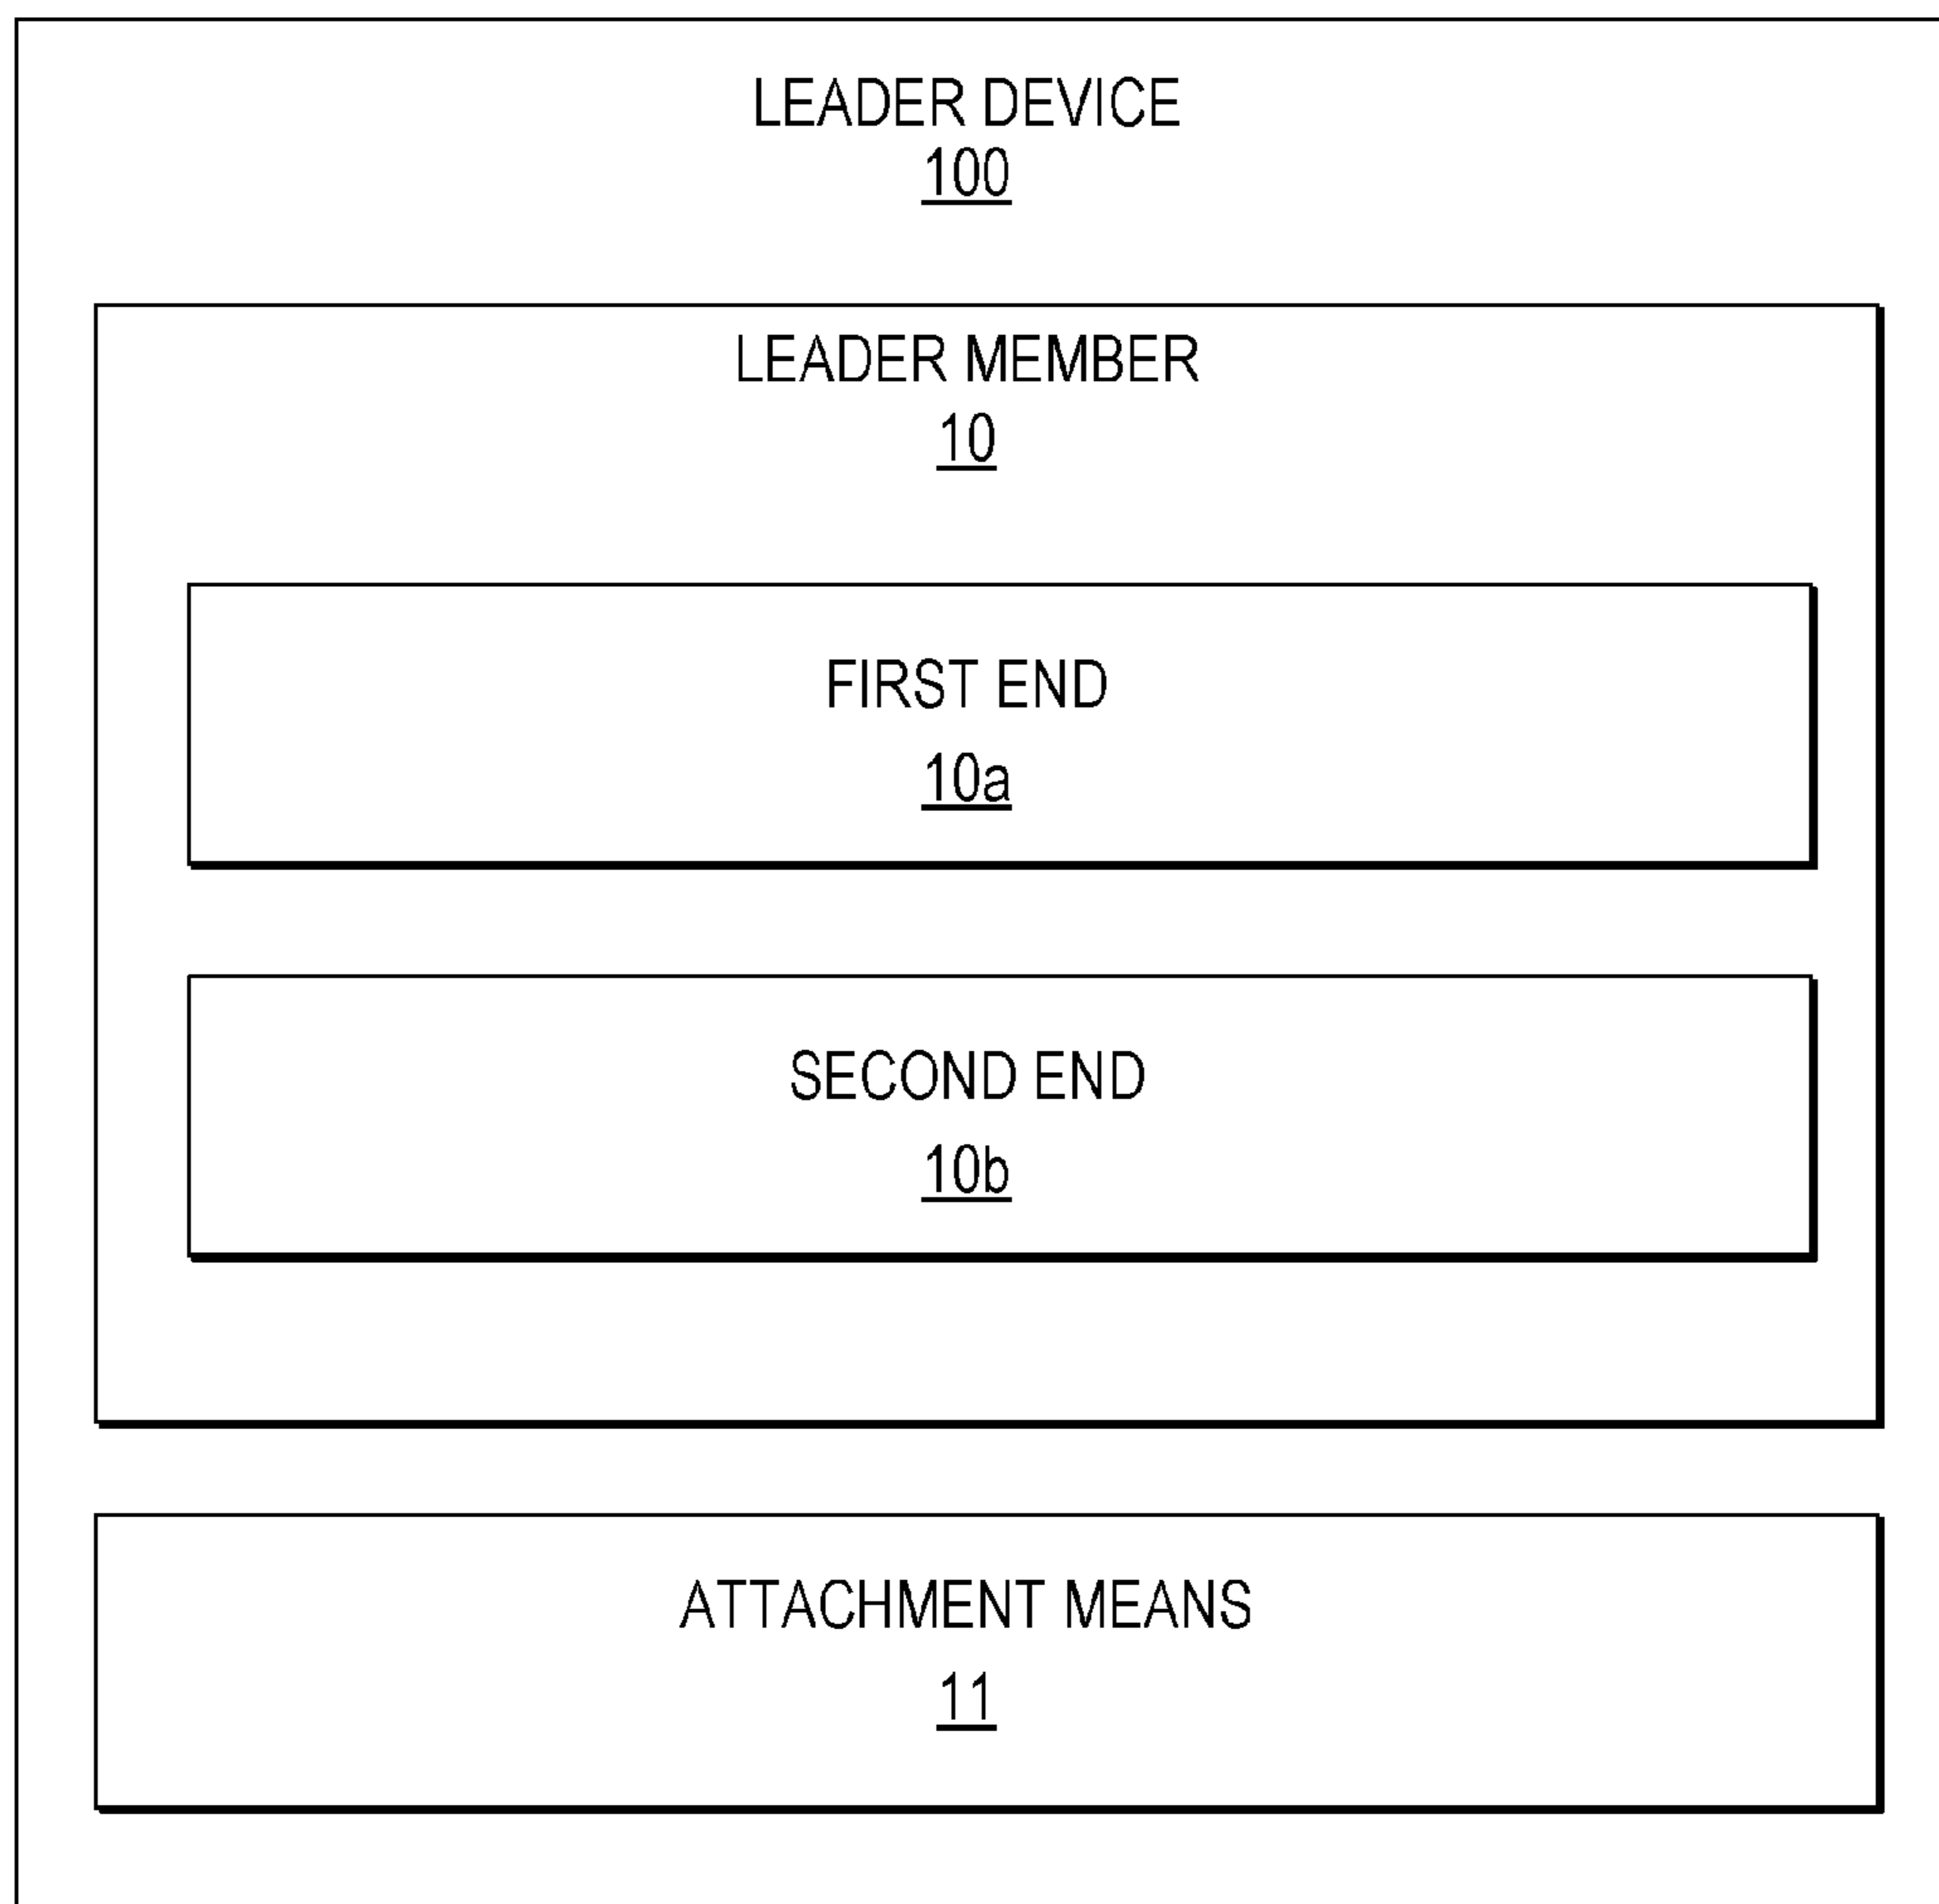 LEADER DEVICE
100
LEADER MEMBER
10
FIRST END
10a
SECOND END
10b
ATTACHMENT MEANS
11